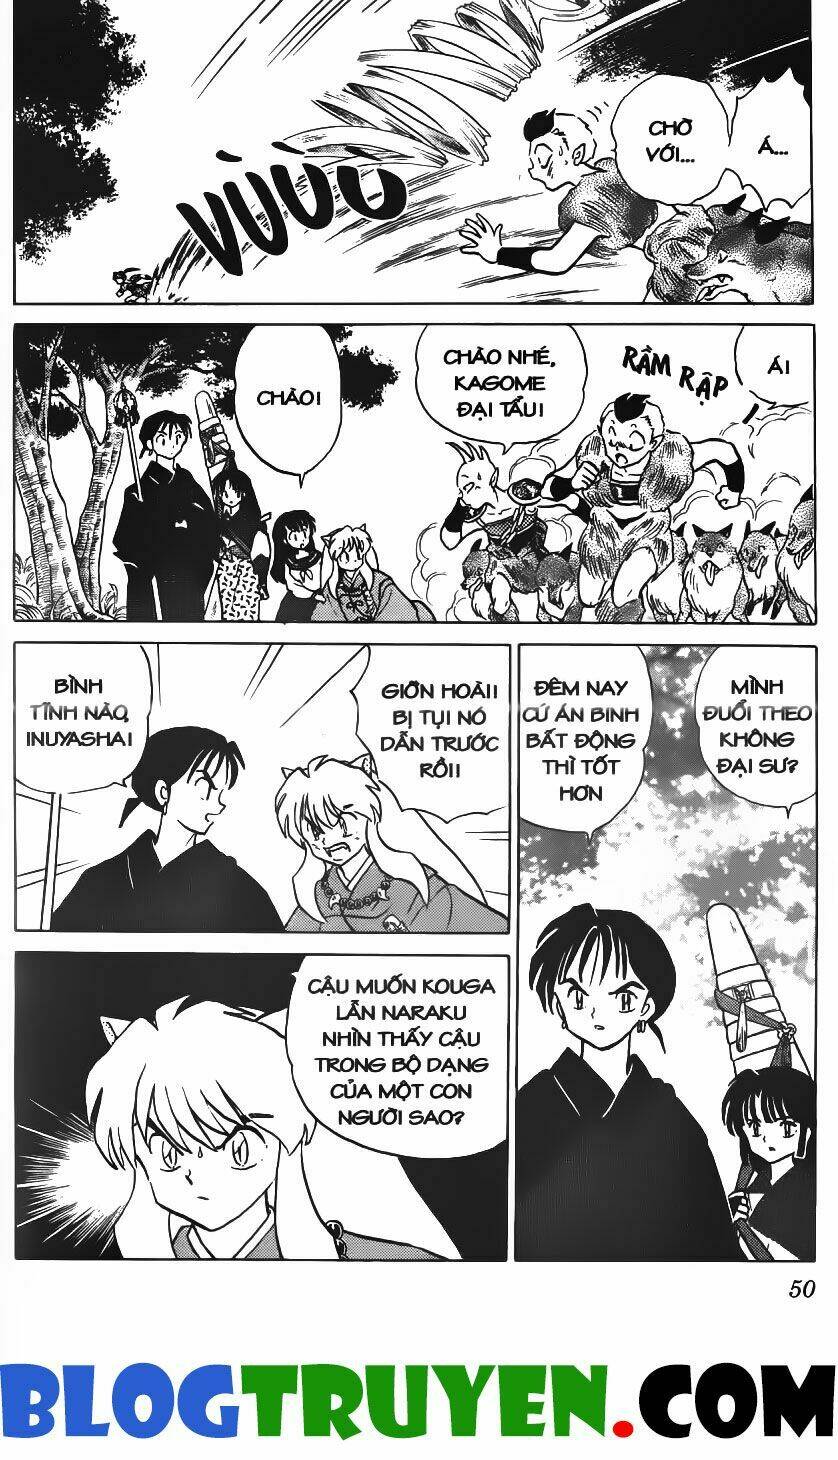 Á...
CHỜ
VỚI...
VÙÙÙ
ÁI
RẦM RẬP
CHÀO NHÉ,
KAGOME
ĐẠI TẨU!
CHÀO!
MÌNH
ĐUỔI THEO
KHÔNG
ĐẠI SƯ?
ĐÊM NAY
CỨ ÁN BINH
BẤT ĐỘNG
THÌ TỐT
HƠN
GIỠN HOÀI!
BỊ TỤI NÓ
DẪN TRƯỚC
RỒI!
BÌNH
TĨNH NÀO,
INUYASHA!
CẬU MUỐN KOUGA
LẪN NARAKU
NHÌN THẤY CẬU
TRONG BỘ DẠNG
CỦA MỘT CON
NGƯỜI SAO?
50
BLOGTRUYEN.COM